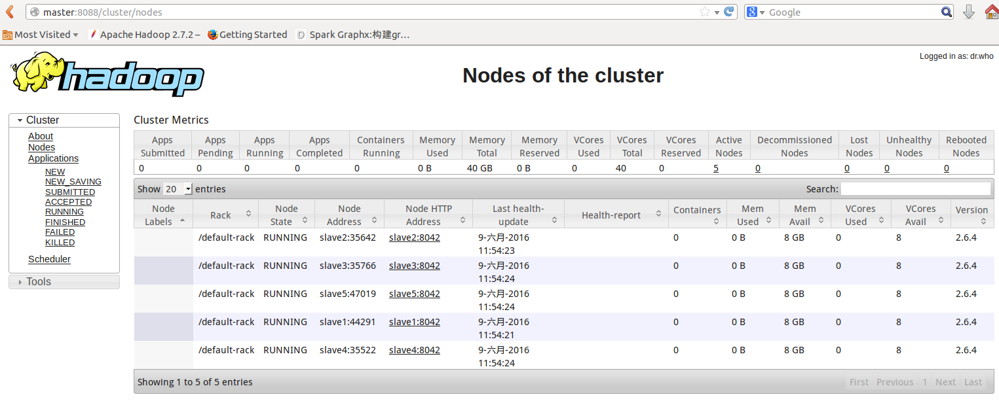 master:8088/cluster/nodes
Google
Most Visited
Apache Hadoop 2.7.2 –
Getting Started
Spark Graphx:构建gr…
hadoop
Logged in as: dr.who
Nodes of the cluster
Cluster
About
Nodes
Applications
NEW
NEW_SAVING
SUBMITTED
ACCEPTED
RUNNING
FINISHED
FAILED
KILLED
Scheduler
Tools
Cluster Metrics
Apps Submitted Apps Pending Apps Running Apps Completed Containers Running Memory Used Memory Total Memory Reserved VCores Used VCores Total VCores Reserved Active Nodes Decommissioned Nodes Lost Nodes Unhealthy Nodes Rebooted Nodes
0 0 0 0 0 0 B 40 GB 0 B 0 40 0 5 0 0 0 0
Show 20 entries Search:
Node Labels Rack Node State Node Address Node HTTP Address Last health-update Health-report Containers Mem Used Mem Avail VCores Used VCores Avail Version
/default-rack RUNNING slave2:35642 slave2:8042 9-六月-2016 11:54:23 0 0 B 8 GB 0 8 2.6.4
/default-rack RUNNING slave3:35766 slave3:8042 9-六月-2016 11:54:24 0 0 B 8 GB 0 8 2.6.4
/default-rack RUNNING slave5:47019 slave5:8042 9-六月-2016 11:54:24 0 0 B 8 GB 0 8 2.6.4
/default-rack RUNNING slave1:44291 slave1:8042 9-六月-2016 11:54:21 0 0 B 8 GB 0 8 2.6.4
/default-rack RUNNING slave4:35522 slave4:8042 9-六月-2016 11:54:24 0 0 B 8 GB 0 8 2.6.4
Showing 1 to 5 of 5 entries First Previous 1 Next Last